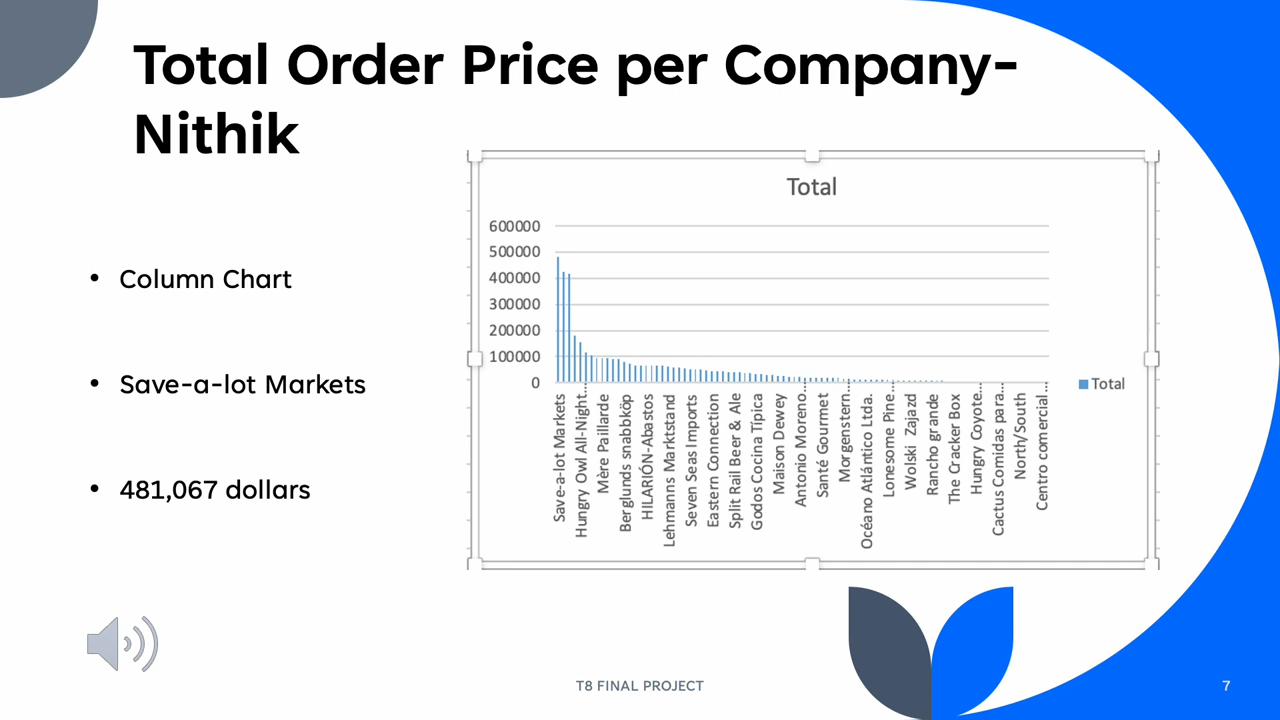 Total Order Price per Company-
Nithik
• Column Chart
• Save-a-lot Markets
• 481,067 dollars
Total
600000
500000
400000
300000
200000
100000
0
Save-a-lot Markets
Hungry Owl All-Night...
Mère Paillarde
Berglunds snabbköp
HILARIÓN-Abastos
Lehmanns Marktstand
Seven Seas Imports
Eastern Connection
Split Rail Beer & Ale
Godos Cocina Típica
Maison Dewey
Antonio Moreno...
Santé Gourmet
Morgenstern...
Océano Atlántico Ltda.
Lonesome Pine...
Wolski Zajazd
Rancho grande
The Cracker Box
Hungry Coyote...
Cactus Comidas para...
North/South
Centro comercial...
Total
T8 FINAL PROJECT
7